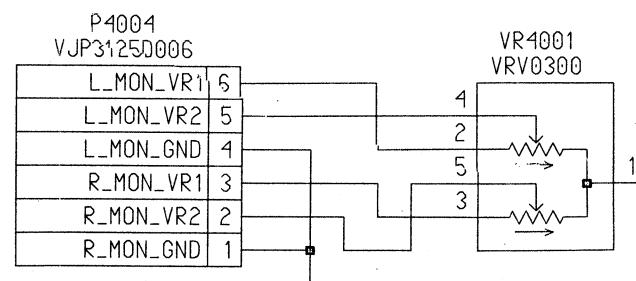 P4004
VJP3125D006
L_MON_VR1 6
L_MON_VR2 5
L_MON_GND 4
R_MON_VR1 3
R_MON_VR2 2
R_MON_GND 1
VR4001
VRV0300
4
2
5
3
1